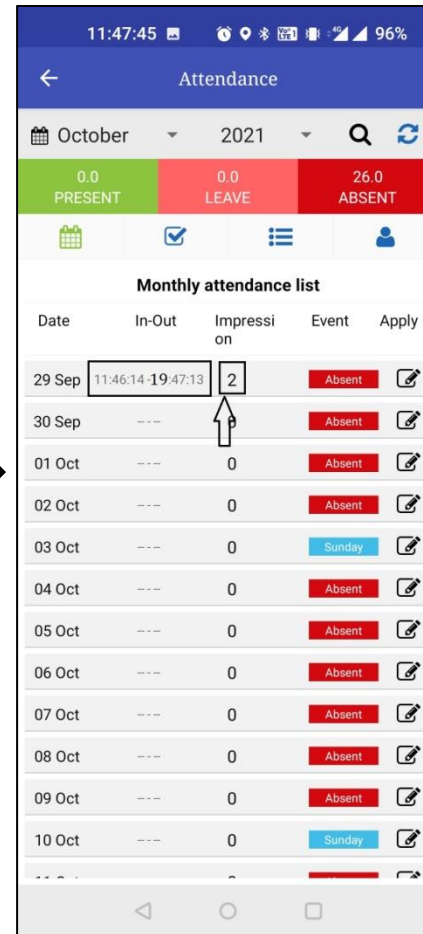 11:47:45 96%
Attendance
October 2021
0.0 0.0 26.0
PRESENT LEAVE ABSENT
Monthly attendance list
Date In-Out Impressi
on Event Apply
29 Sep 11:46:14-19:47:13 2 Absent
30 Sep --- - --- Absent
01 Oct --- - --- 0 Absent
02 Oct --- - --- 0 Absent
03 Oct --- - --- 0 Sunday
04 Oct --- - --- 0 Absent
05 Oct --- - --- 0 Absent
06 Oct --- - --- 0 Absent
07 Oct --- - --- 0 Absent
08 Oct --- - --- 0 Absent
09 Oct --- - --- 0 Absent
10 Oct --- - --- 0 Sunday